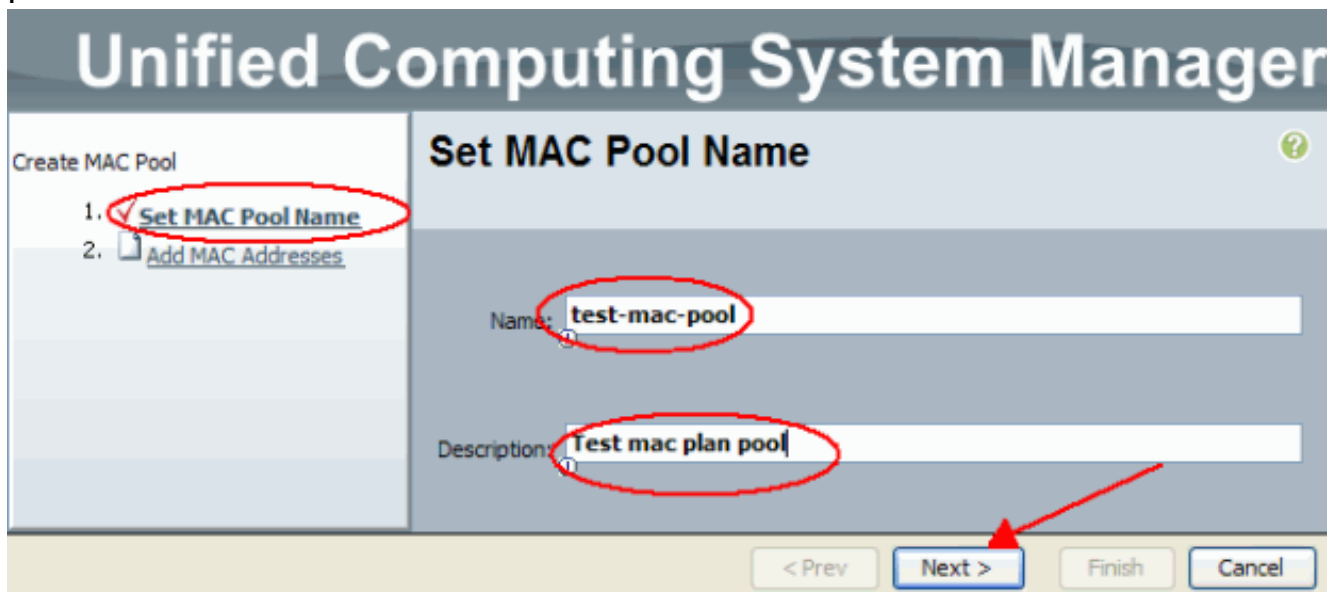 Unified Computing System Manager
Create MAC Pool
1. Set MAC Pool Name
2. Add MAC Addresses
Set MAC Pool Name
?
Name: test-mac-pool
Description: Test mac plan pool
< Prev
Next >
Finish
Cancel